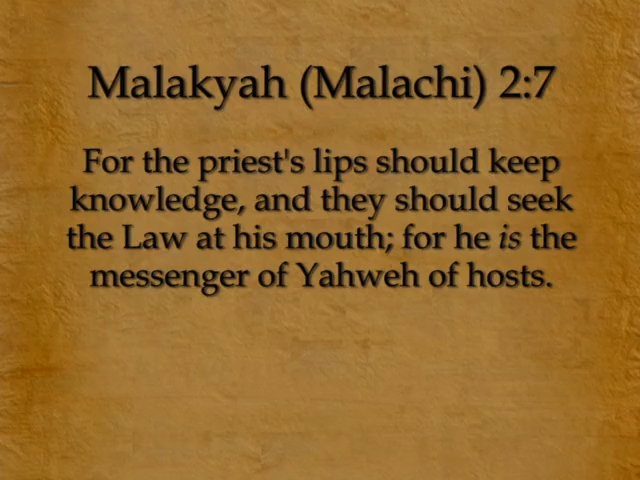 Malakyah (Malachi) 2:7
For the priest's lips should keep
knowledge, and they should seek
the Law at his mouth; for he is the
messenger of Yahweh of hosts.